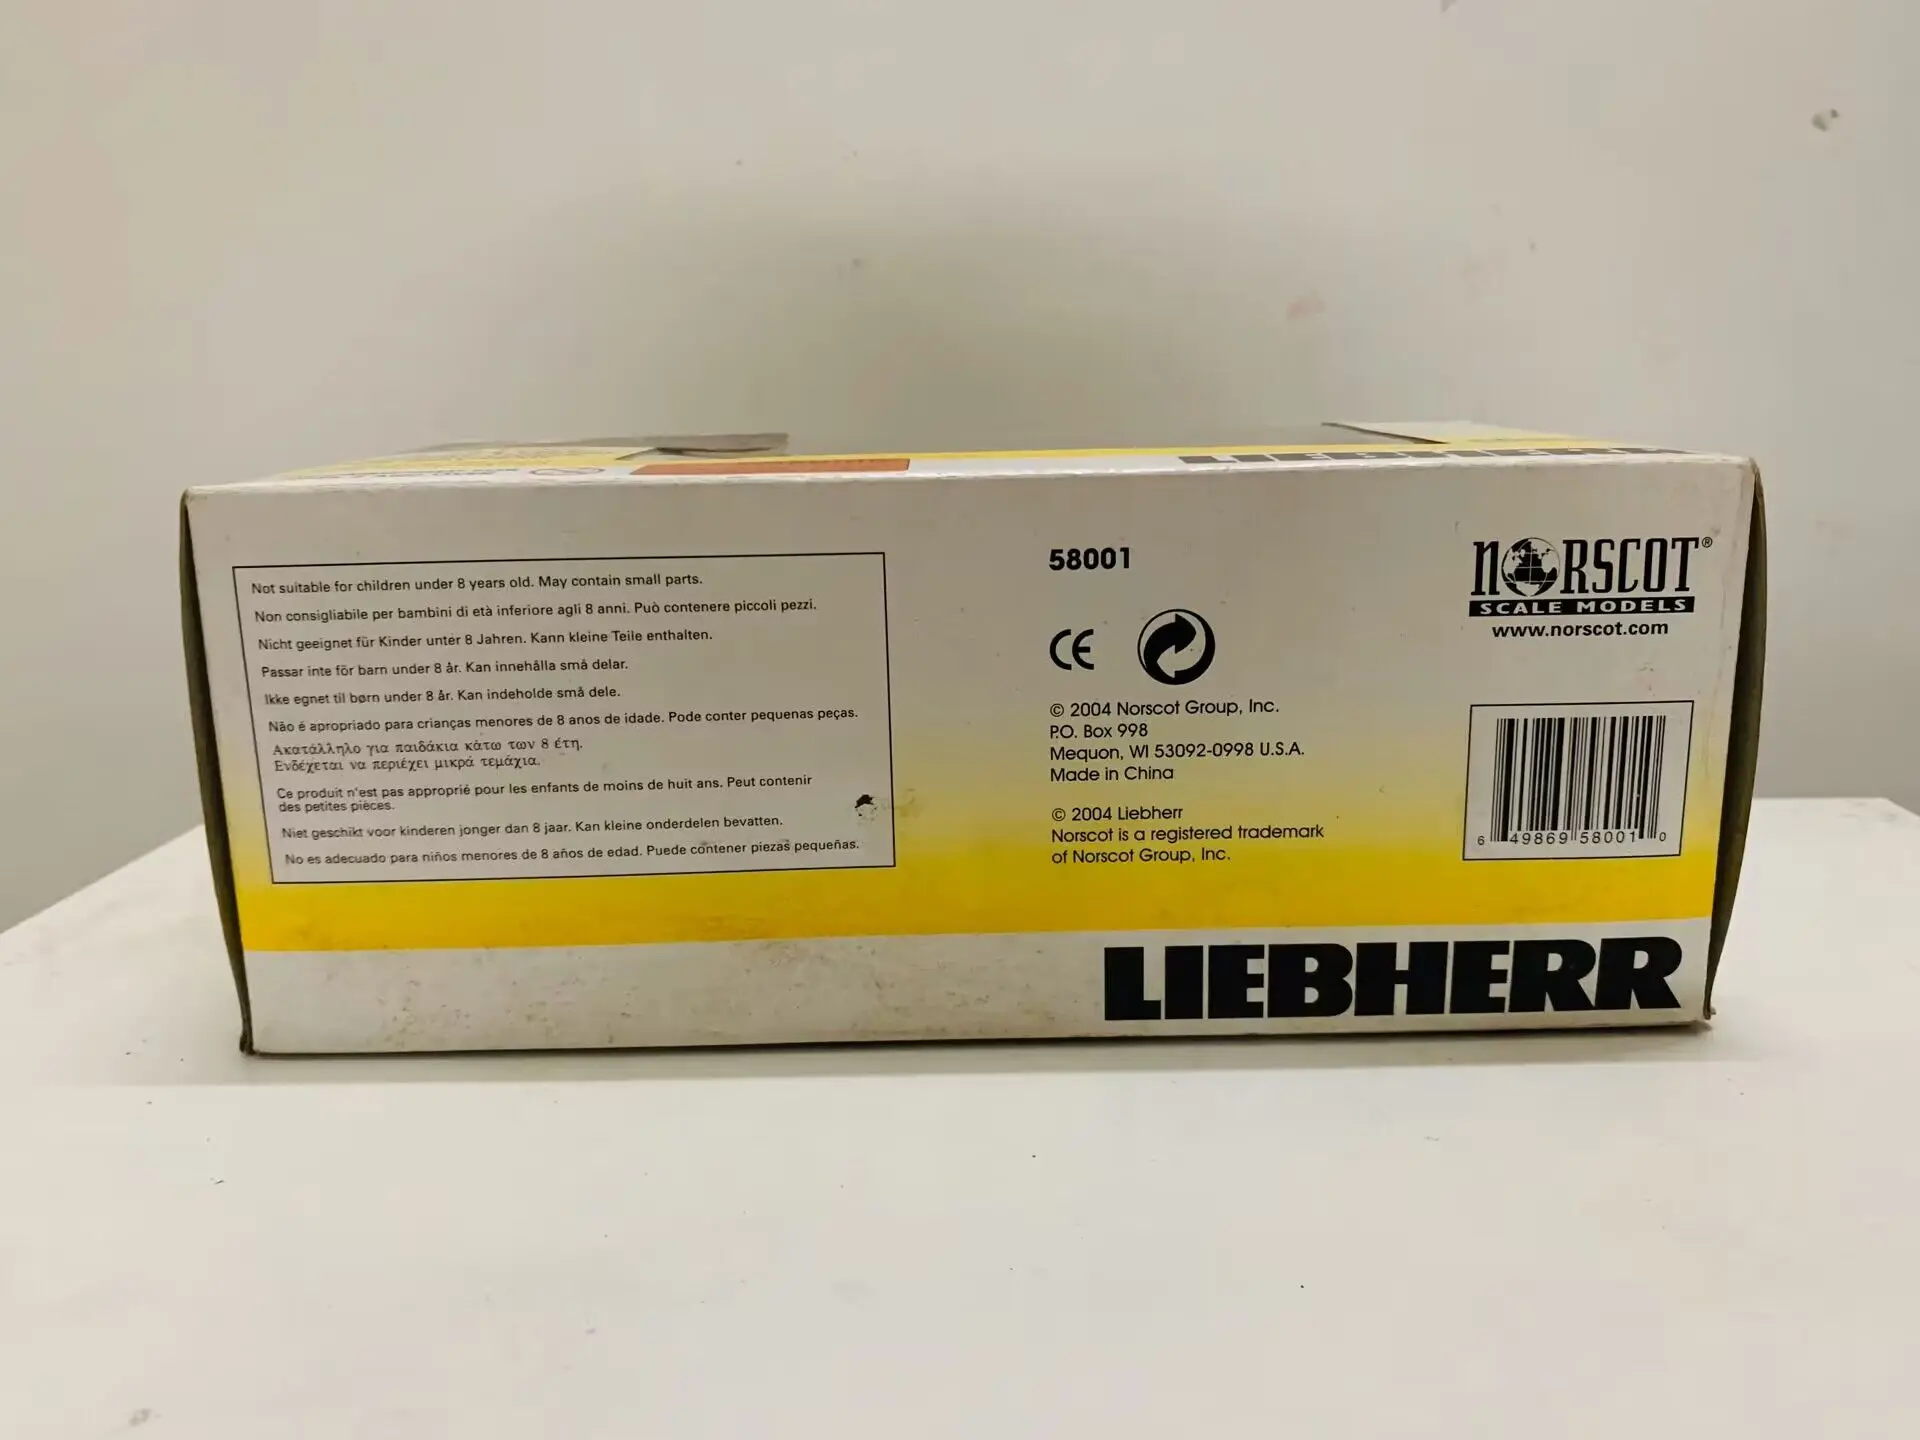 LIEBHERR
Not suitable for children under 8 years old. May contain small parts.
Non consigliabile per bambini di età inferiore agli 8 anni. Può contenere piccoli pezzi.
Nicht geeignet für Kinder unter 8 Jahren. Kann kleine Teile enthalten.
Passar inte för barn under 8 år. Kan innehålla små delar.
Ikke egnet til børn under 8 år. Kan indeholde små dele.
Não é apropriado para crianças menores de 8 anos de idade. Pode conter pequenas peças.
Ακατάλληλο για παιδάκια κάτω των 8 έτη.
Ενδέχεται να περιέχει μικρά τεμάχια.
Ce produit n'est pas approprié pour les enfants de moins de huit ans. Peut contenir
des petites pièces.
Niet geschikt voor kinderen jonger dan 8 jaar. Kan kleine onderdelen bevatten.
No es adecuado para niños menores de 8 años de edad. Puede contener piezas pequeñas.
58001
CE
© 2004 Norscot Group, Inc.
P.O. Box 998
Mequon, WI 53092-0998 U.S.A.
Made in China
© 2004 Liebherr
Norscot is a registered trademark
of Norscot Group, Inc.
NORSCOT®
SCALE MODELS
www.norscot.com
6 49869 58001 0
LIEBHERR